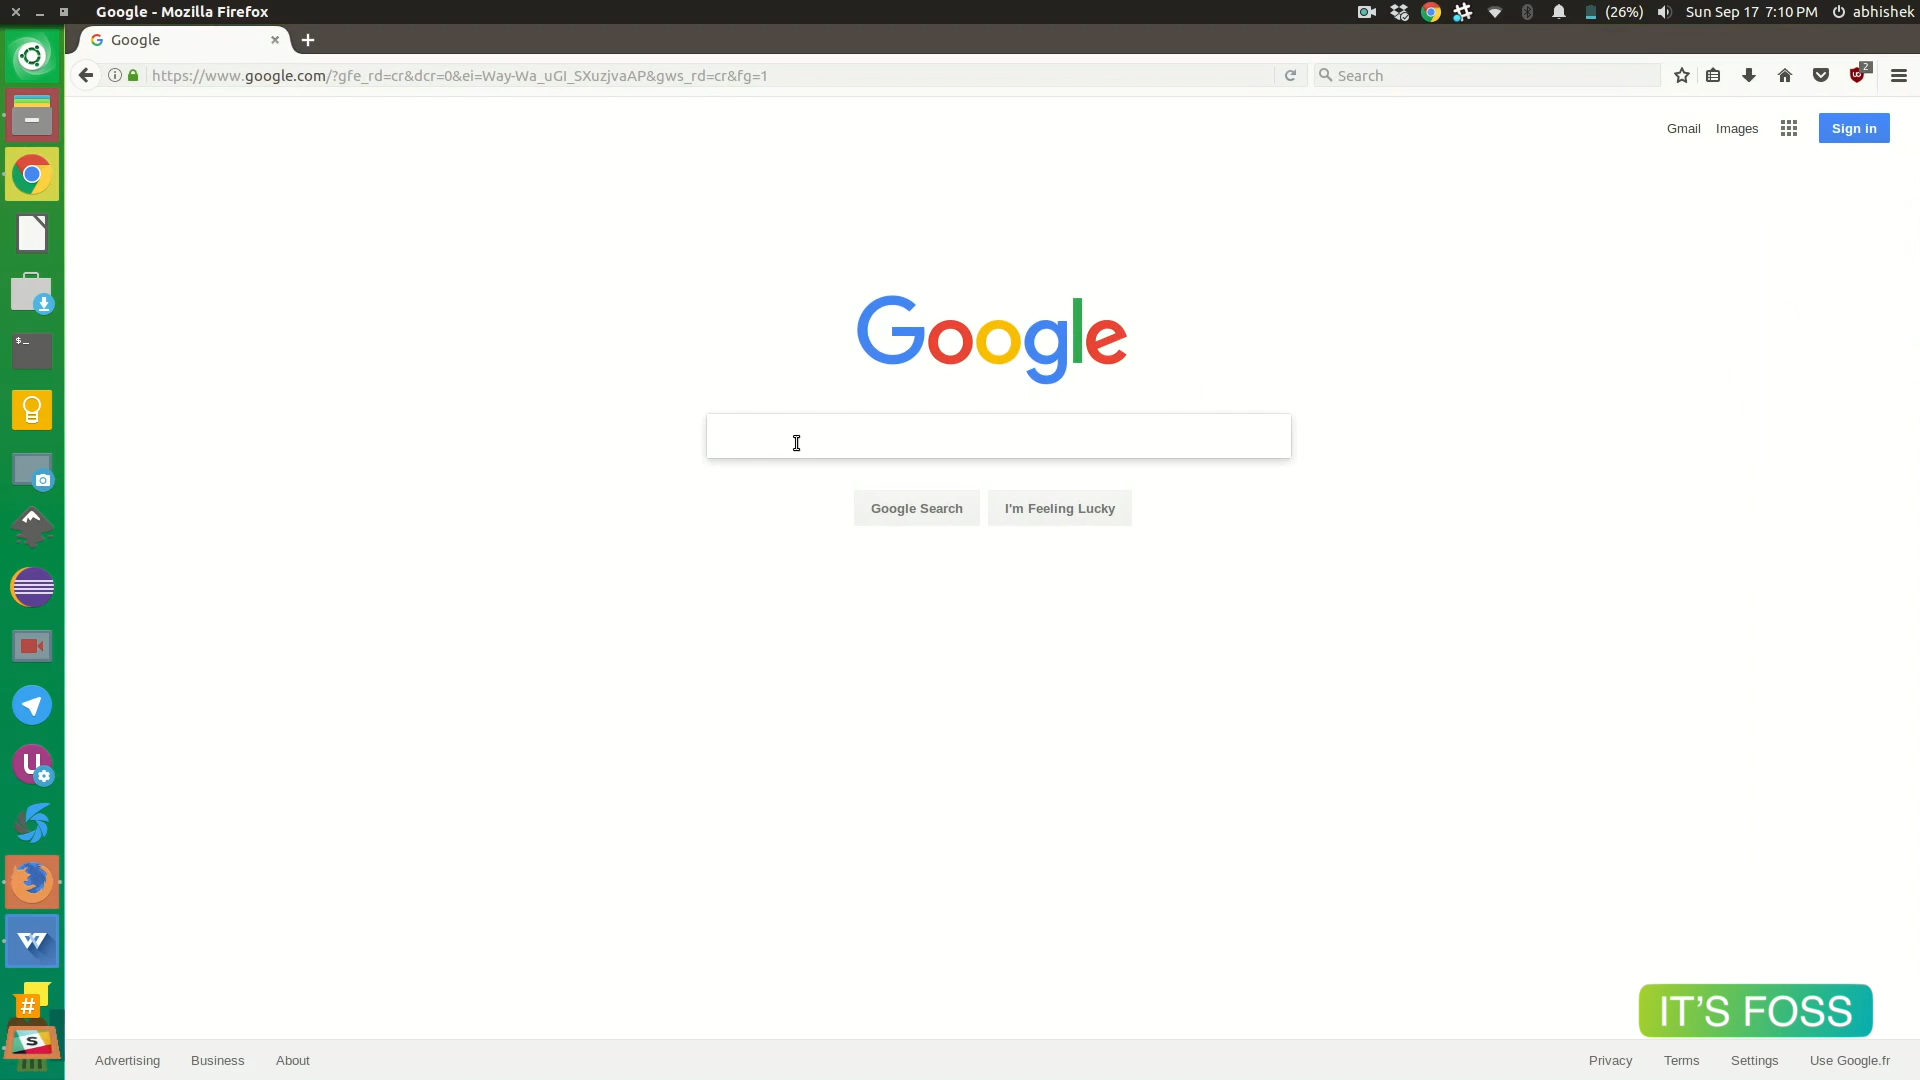 Google - Mozilla Firefox
(26%)
Sun Sep 17 7:10 PM
abhishek
Google
https://www.google.com/?gfe_rd=cr&dcr=0&ei=Way-Wa_uGI_SXuzjvaAP&gws_rd=cr&fg=1
Search
2
Gmail
Images
Sign in
$_
Google
Google Search
I'm Feeling Lucky
U
W
#
S
IT'S FOSS
Advertising
Business
About
Privacy
Terms
Settings
Use Google.fr